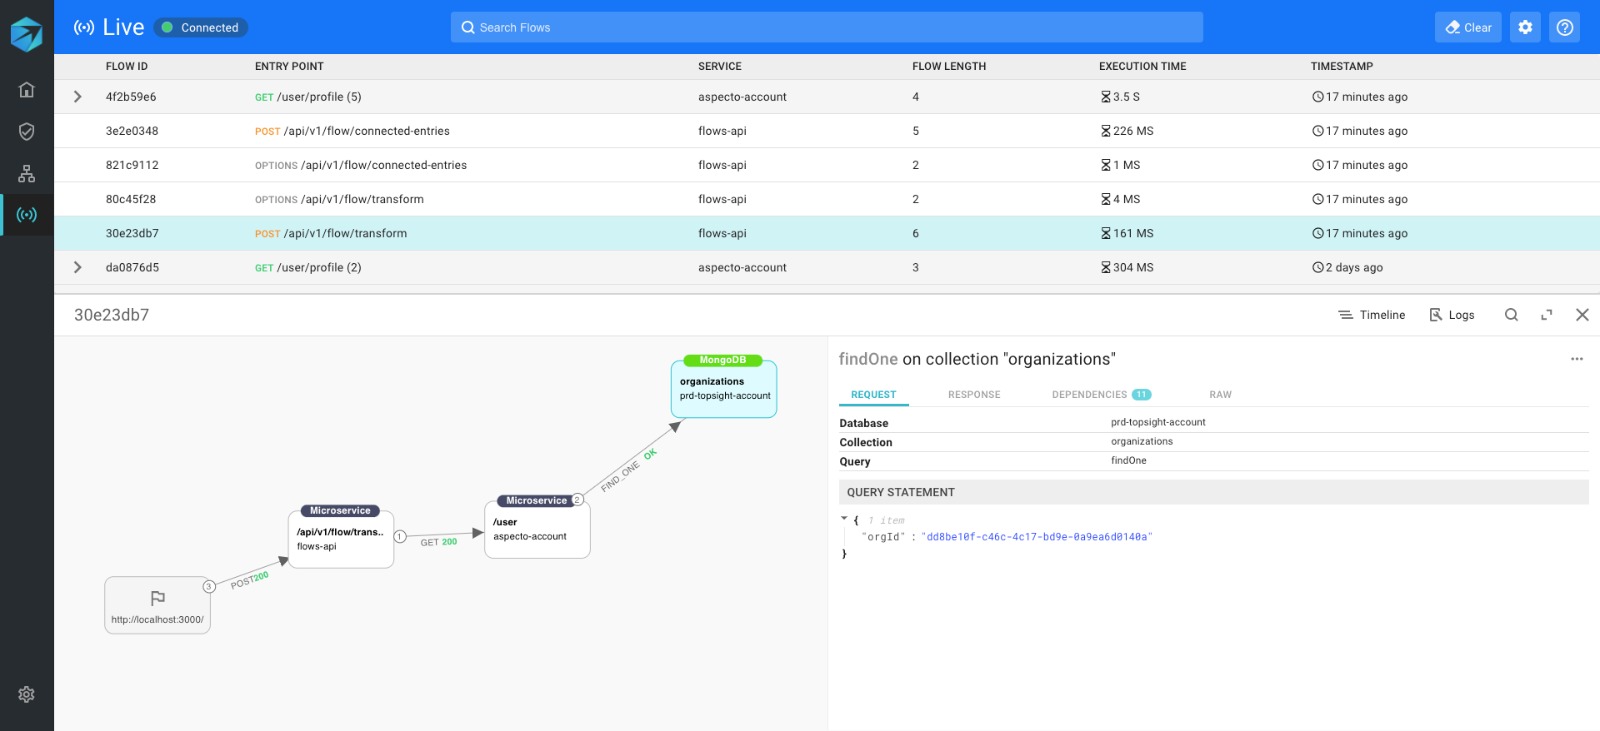 Live Connected Search Flows Clear
FLOW ID ENTRY POINT SERVICE FLOW LENGTH EXECUTION TIME TIMESTAMP
4f2b59e6 GET /user/profile (5) aspecto-account 4 3.5 S 17 minutes ago
3e2e0348 POST /api/v1/flow/connected-entries flows-api 5 226 MS 17 minutes ago
821c9112 OPTIONS /api/v1/flow/connected-entries flows-api 2 1 MS 17 minutes ago
80c45f28 OPTIONS /api/v1/flow/transform flows-api 2 4 MS 17 minutes ago
30e23db7 POST /api/v1/flow/transform flows-api 6 161 MS 17 minutes ago
da0876d5 GET /user/profile (2) aspecto-account 3 304 MS 2 days ago
30e23db7 Timeline Logs
MongoDB
organizations
prd-topsight-account
FIND_ONE OK
Microservice 2
/user
aspecto-account
Microservice
/api/v1/flow/trans..
flows-api
1
GET 200
3
POST 200
http://localhost:3000/
findOne on collection "organizations"
REQUEST RESPONSE DEPENDENCIES 11 RAW
Database prd-topsight-account
Collection organizations
Query findOne
QUERY STATEMENT
{ 1 item
"orgId" : "dd8be10f-c46c-4c17-bd9e-0a9ea6d0140a"
}